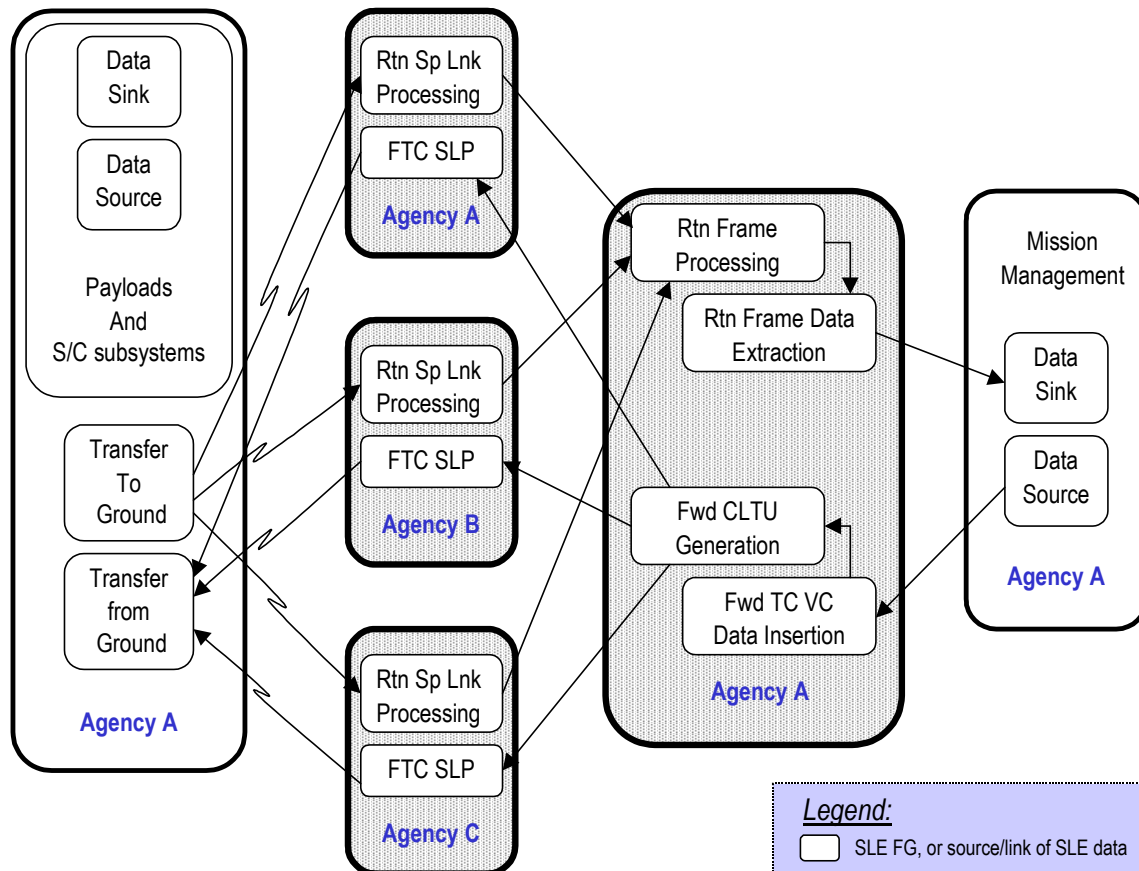 Data
Sink
Data
Source
Payloads
And
S/C subsystems
Transfer
To
Ground
Transfer
from
Ground
Agency A
Rtn Sp Lnk
Processing
FTC SLP
Agency A
Rtn Sp Lnk
Processing
FTC SLP
Agency B
Rtn Sp Lnk
Processing
FTC SLP
Agency C
Rtn Frame
Processing
Rtn Frame Data
Extraction
Fwd CLTU
Generation
Fwd TC VC
Data Insertion
Agency A
Mission
Management
Data
Sink
Data
Source
Agency A
Legend:
SLE FG, or source/link of SLE data